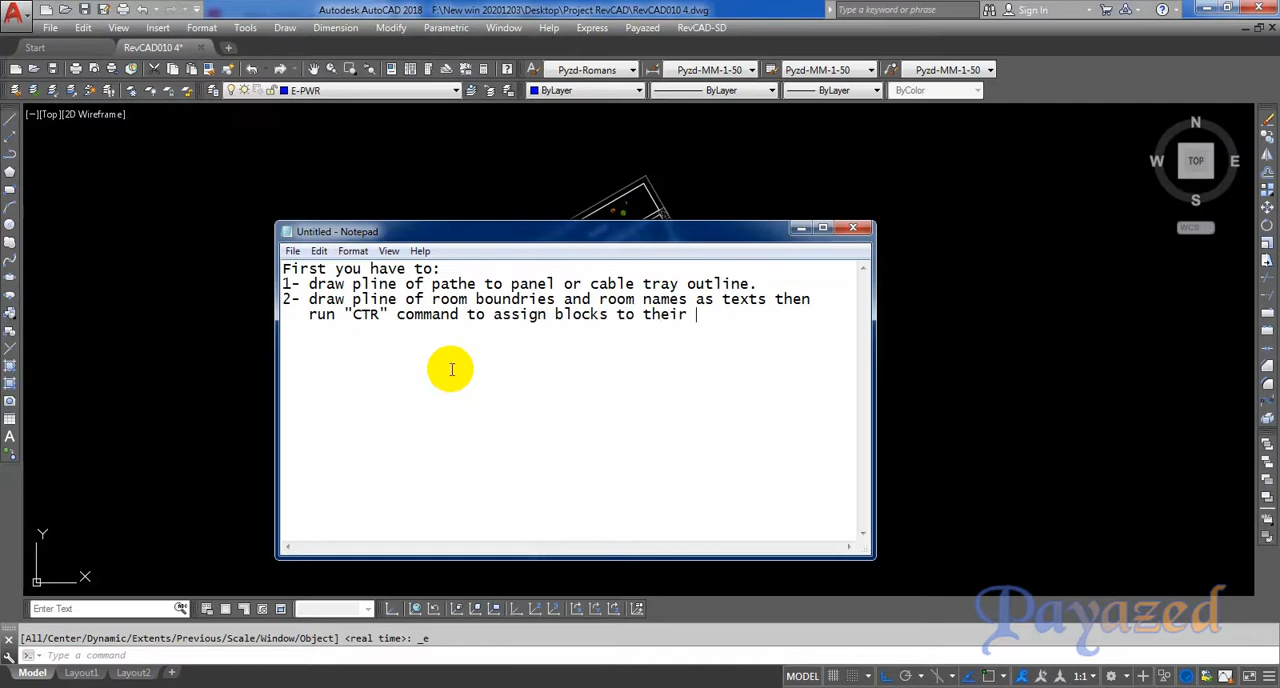 Autodesk AutoCAD 2018 F:\New win 20201203\Desktop\Project RevCAD\RevCAD010 4.dwg
Type a keyword or phrase
Sign In
File Edit View Insert Format Tools Draw Dimension Modify Parametric Window Help Express Payazed RevCAD-SD
Start RevCAD010 4*
Pyzd-Romans Pyzd-MM-1-50 Pyzd-MM-1-50 Pyzd-MM-1-50
E-PWR ByLayer ByLayer ByLayer ByColor
[−][Top][2D Wireframe]
N
W TOP E
S
WCS
Untitled - Notepad
File Edit Format View Help
First you have to:
1- draw pline of pathe to panel or cable tray outline.
2- draw pline of room boundries and room names as texts then
run "CTR" command to assign blocks to their
Y
X
Payazed
Enter Text
[All/Center/Dynamic/Extents/Previous/Scale/Window/Object] <real time>: _e
Type a command
Model Layout1 Layout2 +
MODEL 1:1